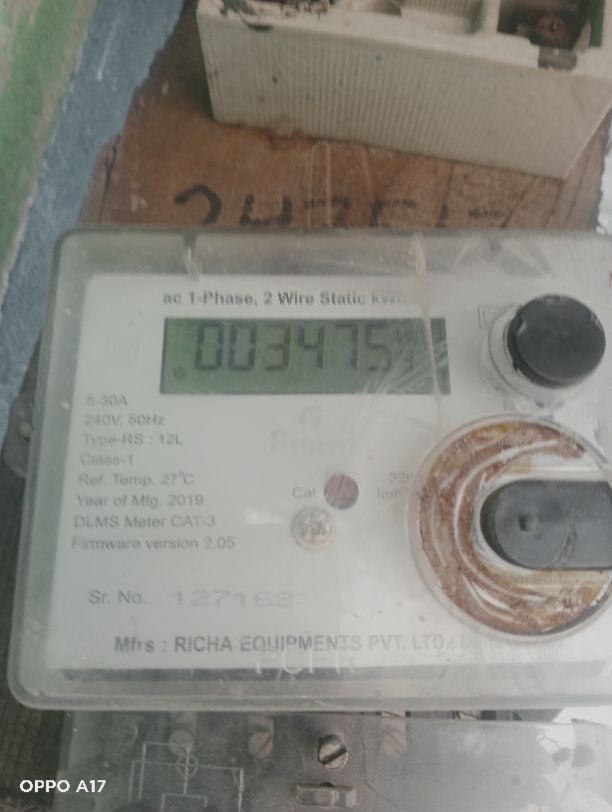 ac 1-Phase, 2 Wire Static
003475
5-30A
240V, 50Hz
Type-RS : 12L
Class-1
Ref. Temp. 27°C
Year of Mfg. 2019
DLMS Meter CAT-3
Firmware version 2.05
Cal
Sr. No. 127168
Mfrs : RICHA EQUIPMENTS PVT. LTD.
OPPO A17